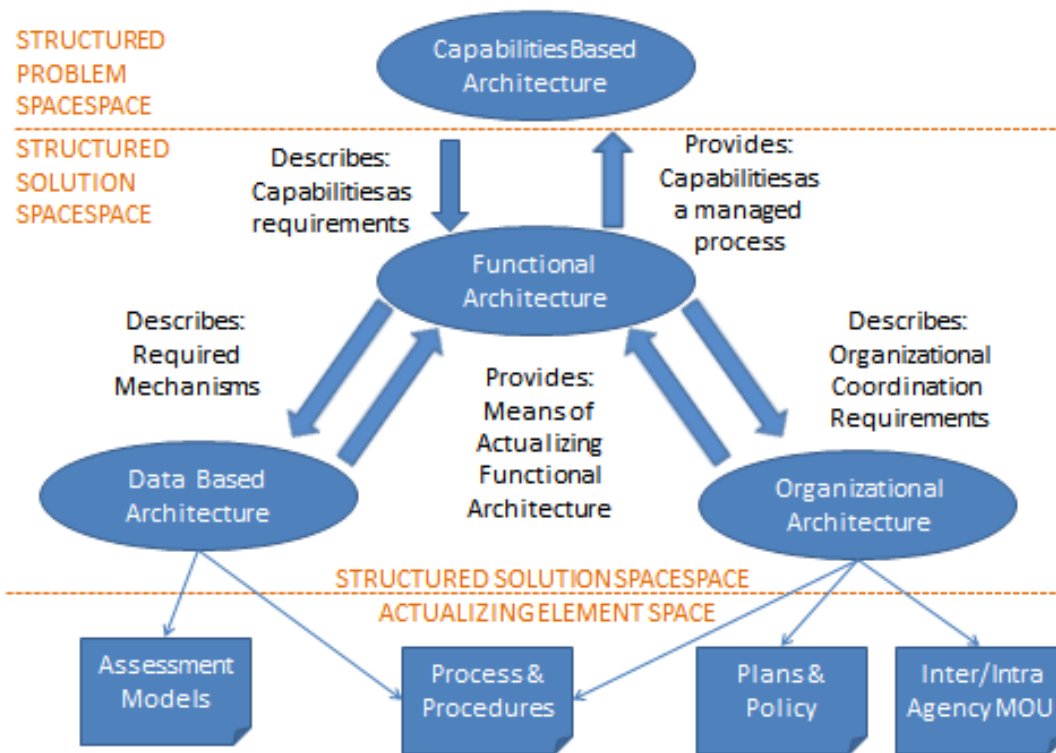 STRUCTURED
PROBLEM
SPACESPACE
CapabilitiesBased
Architecture
STRUCTURED
SOLUTION
SPACESPACE
Describes:
Capabilitiesas
requirements
Provides:
Capabilitiesas
a managed
process
Functional
Architecture
Describes:
Required
Mechanisms
Provides:
Means of
Actualizing
Functional
Architecture
Describes:
Organizational
Coordination
Requirements
Data Based
Architecture
Organizational
Architecture
STRUCTURED SOLUTION SPACESPACE
ACTUALIZING ELEMENT SPACE
Assessment
Models
Process &
Procedures
Plans &
Policy
Inter/Intra
Agency MOU